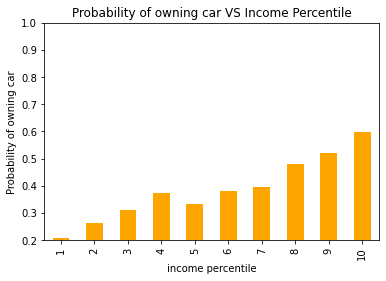 Probability of owning car VS Income Percentile
Probability of owning car
1.0
0.9
0.8
0.7
0.6
0.5
0.4
0.3
0.2
1 2 3 4 5 6 7 8 9 10
income percentile